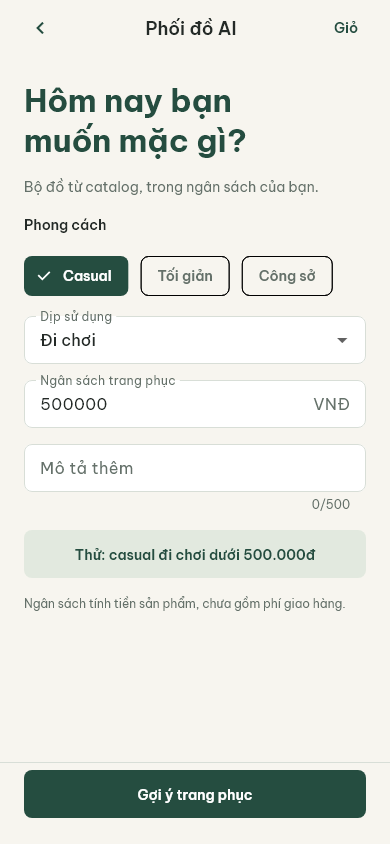 Phối đồ AI
Giỏ
Hôm nay bạn
muốn mặc gì?
Bộ đồ từ catalog, trong ngân sách của bạn.
Phong cách
Casual
Tối giản
Công sở
Dịp sử dụng
Đi chơi
Ngân sách trang phục
500000
VNĐ
Mô tả thêm
0/500
Thử: casual đi chơi dưới 500.000đ
Ngân sách tính tiền sản phẩm, chưa gồm phí giao hàng.
Gợi ý trang phục